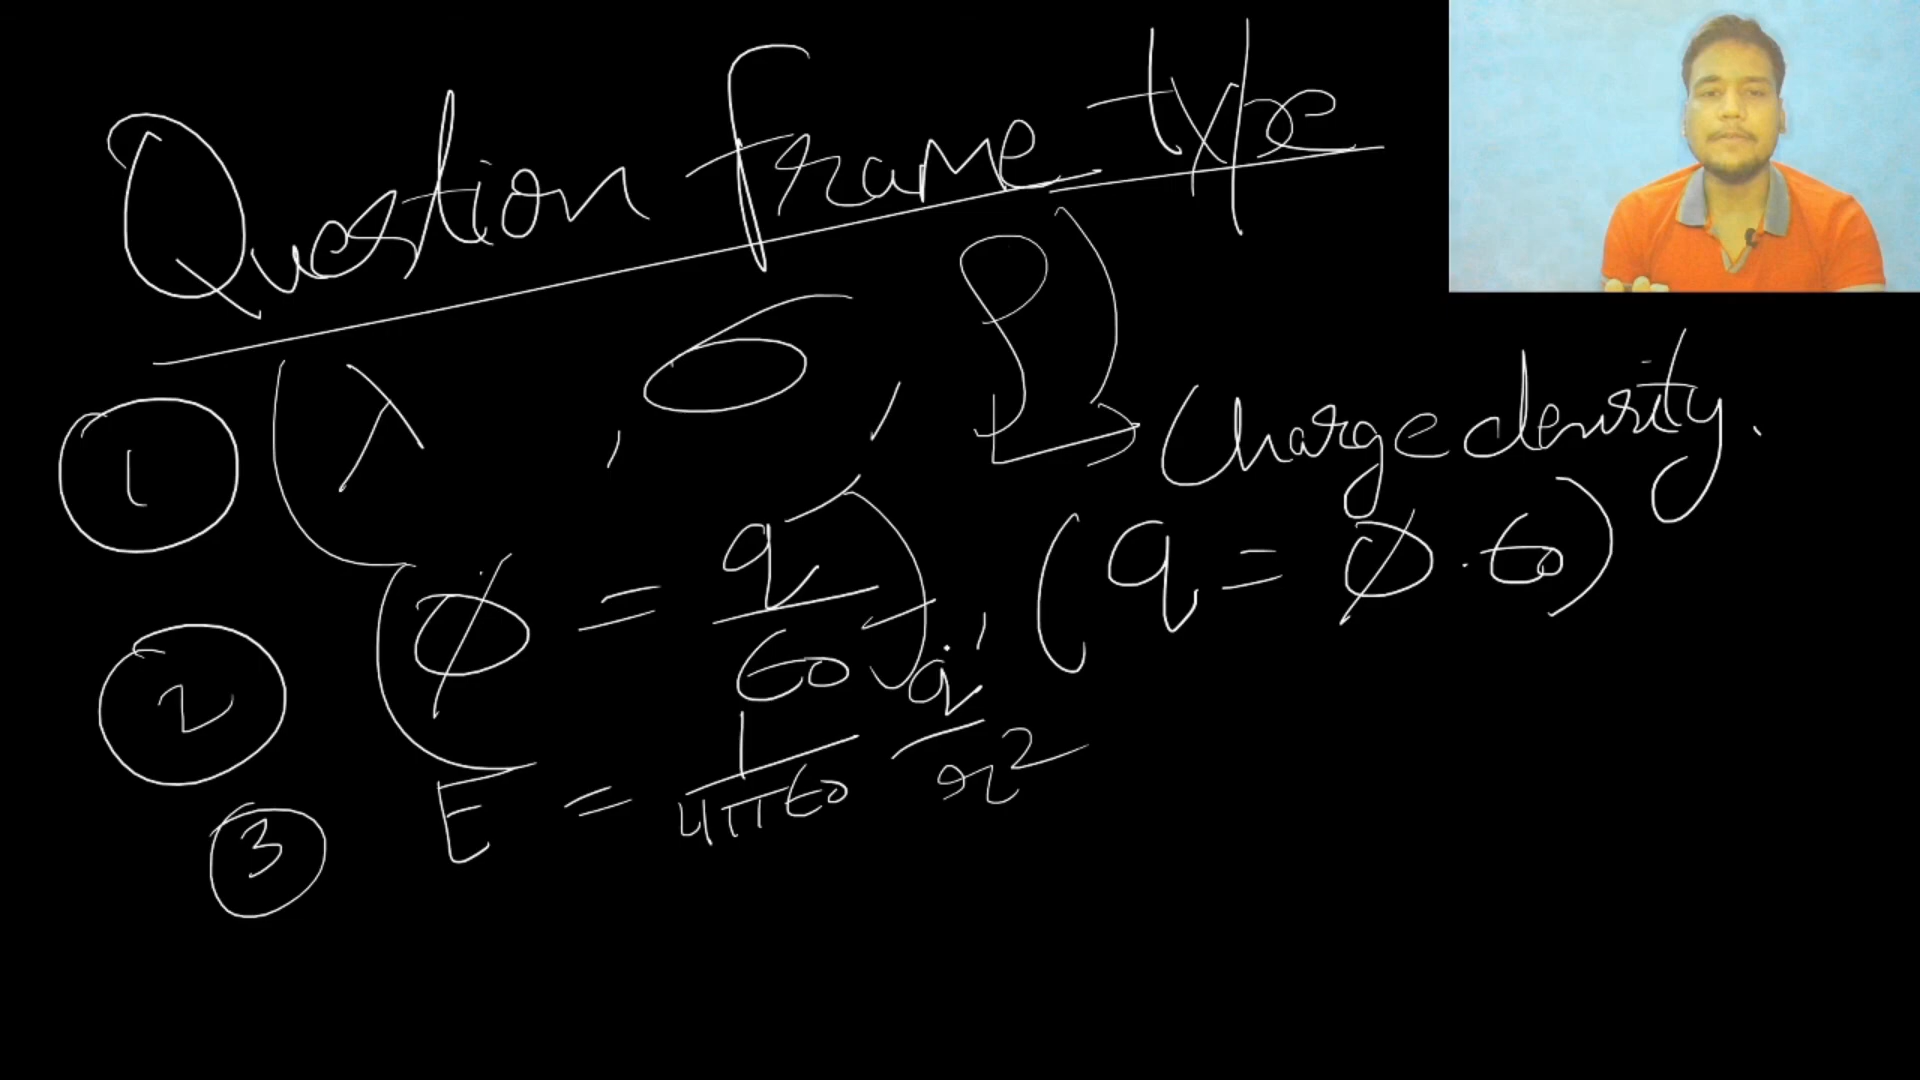 Question frame type
1 λ , σ , ρ → Charge density.
2 ϕ = q/ϵ0 , (q = ϕ.ϵ0)
3 E = 1/4πϵ0 q/r²